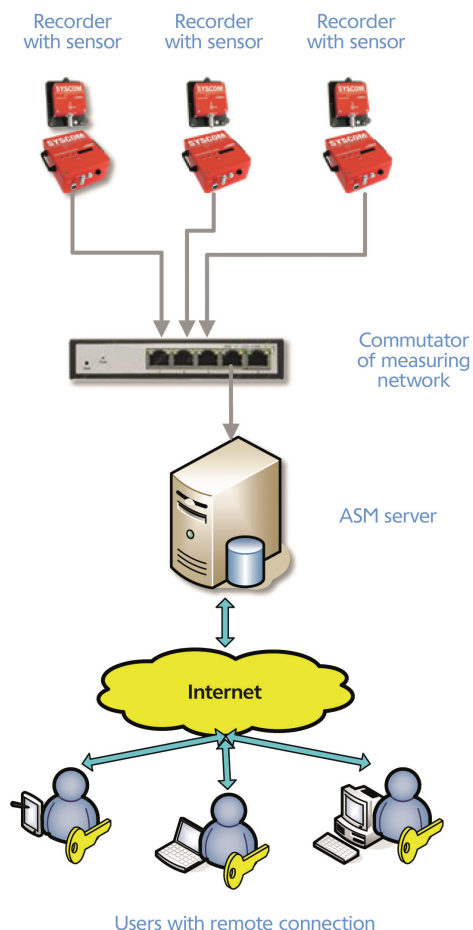 Recorder
with sensor
Recorder
with sensor
Recorder
with sensor
SYSCOM
SYSCOM
SYSCOM
SYSCOM
SYSCOM
SYSCOM
Commutator
of measuring
network
ASM server
Internet
Users with remote connection